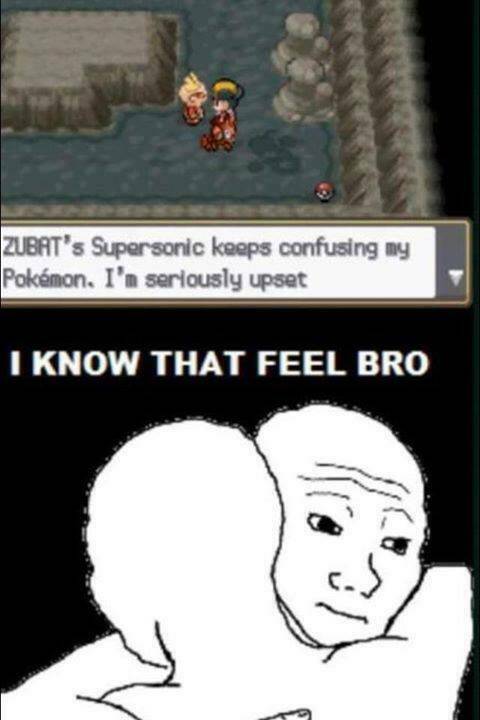 ZUBAT's Supersonic keeps confusing my
Pokémon. I'm seriously upset
I KNOW THAT FEEL BRO